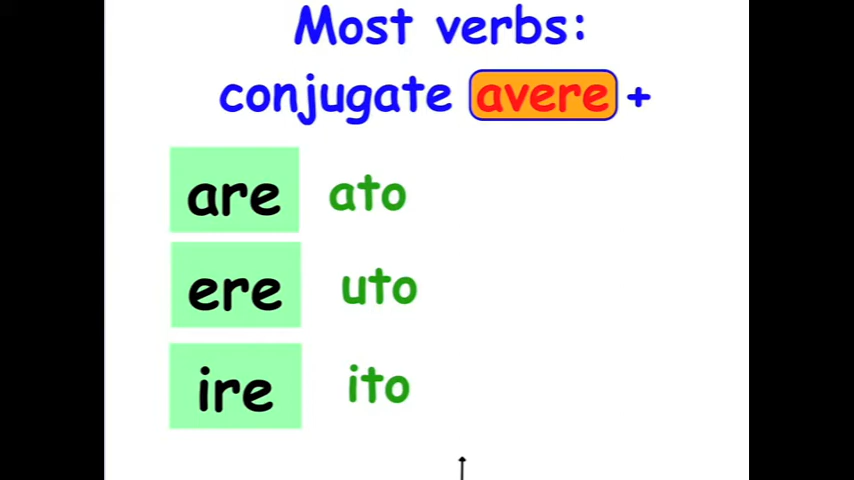 Most verbs:
conjugate avere +
are ato
ere uto
ire ito